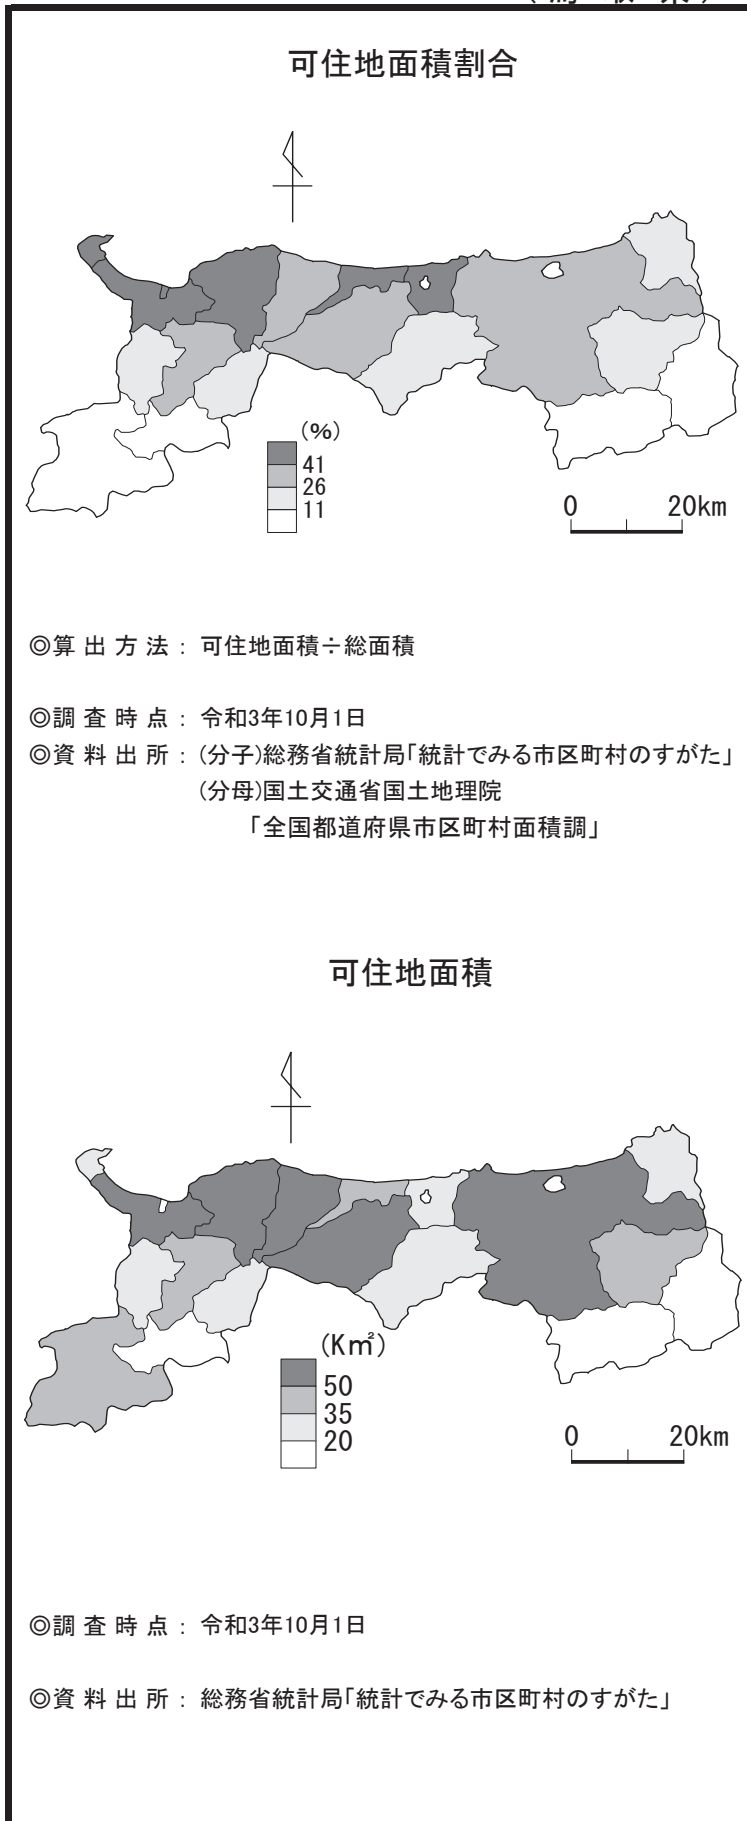 可住地面積割合
(%)
41
26
11
0 20km
◎算出方法：可住地面積÷総面積
◎調査時点：令和3年10月1日
◎資料出所：(分子)総務省統計局「統計でみる市区町村のすがた」
(分母)国土交通省国土地理院
「全国都道府県市区町村面積調」
可住地面積
(K㎡)
50
35
20
0 20km
◎調査時点：令和3年10月1日
◎資料出所：総務省統計局「統計でみる市区町村のすがた」